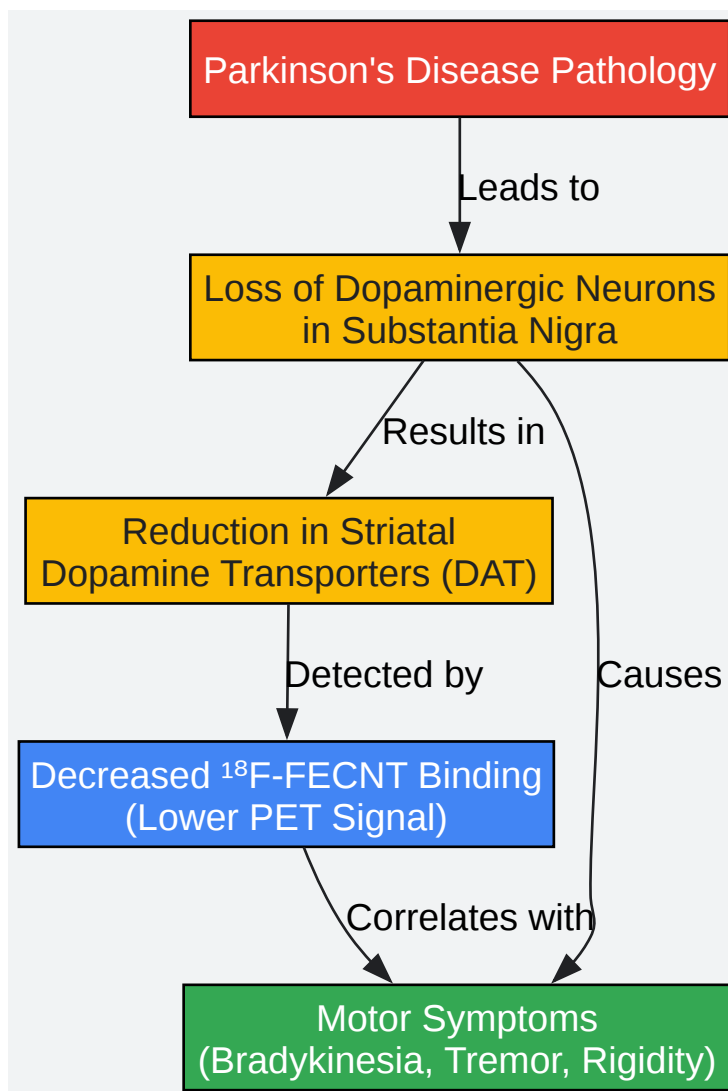 Parkinson's Disease Pathology
Leads to
Loss of Dopaminergic Neurons
in Substantia Nigra
Results in
Reduction in Striatal
Dopamine Transporters (DAT)
Detected by
Causes
Decreased ¹⁸F-FECNT Binding
(Lower PET Signal)
Correlates with
Motor Symptoms
(Bradykinesia, Tremor, Rigidity)